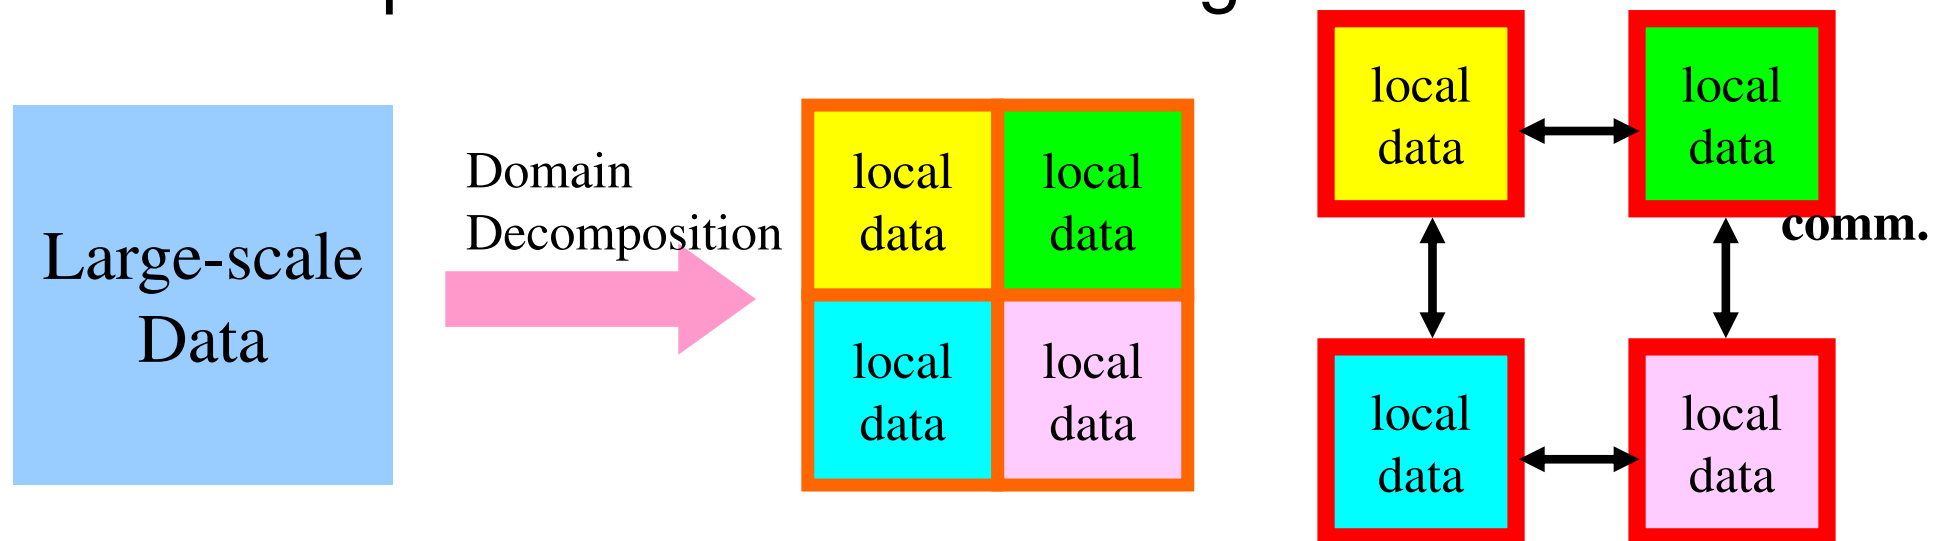 Large-scale
Data
Domain
Decomposition
local
data
local
data
local
data
local
data
local
data
local
data
comm.
local
data
local
data